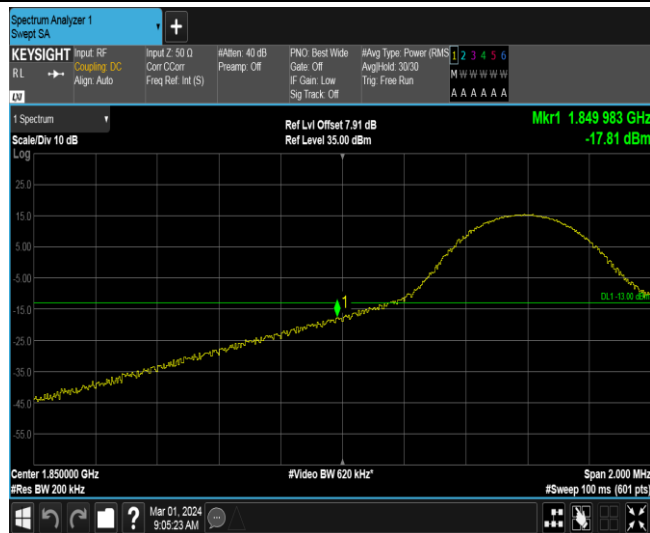 Spectrum Analyzer 1
Swept SA
+
KEYSIGHT
RL
Input: RF
Coupling: DC
Align: Auto
Input Z: 50 Ω
Corr CCorr
Freq Ref: Int (S)
#Atten: 40 dB
Preamp: Off
PNO: Best Wide
Gate: Off
IF Gain: Low
Sig Track: Off
#Avg Type: Power (RMS
Avg|Hold: 30/30
Trig: Free Run
1 2 3 4 5 6
M W W W W W
A A A A A A
LXI
1 Spectrum
Scale/Div 10 dB
Ref Lvl Offset 7.91 dB
Ref Level 35.00 dBm
Mkr1 1.849 983 GHz
-17.81 dBm
Log
25.0
15.0
5.00
-5.00
DL1 -13.00 dBm
1
-15.0
-25.0
-35.0
-45.0
-55.0
Center 1.850000 GHz
#Video BW 620 kHz*
Span 2.000 MHz
#Res BW 200 kHz
#Sweep 100 ms (601 pts)
?
Mar 01, 2024
9:05:23 AM